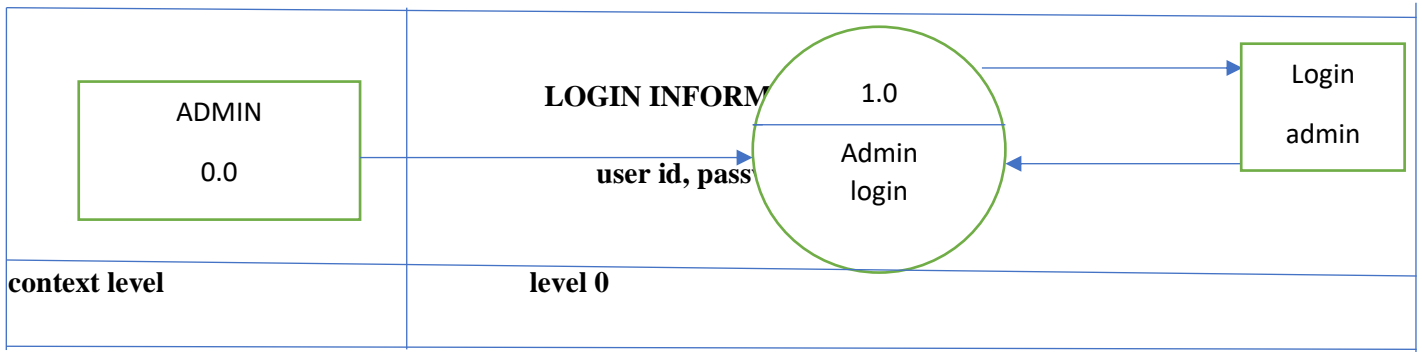 ADMIN
0.0
LOGIN INFORM
user id, pass
1.0
Admin
login
Login
admin
context level
level 0